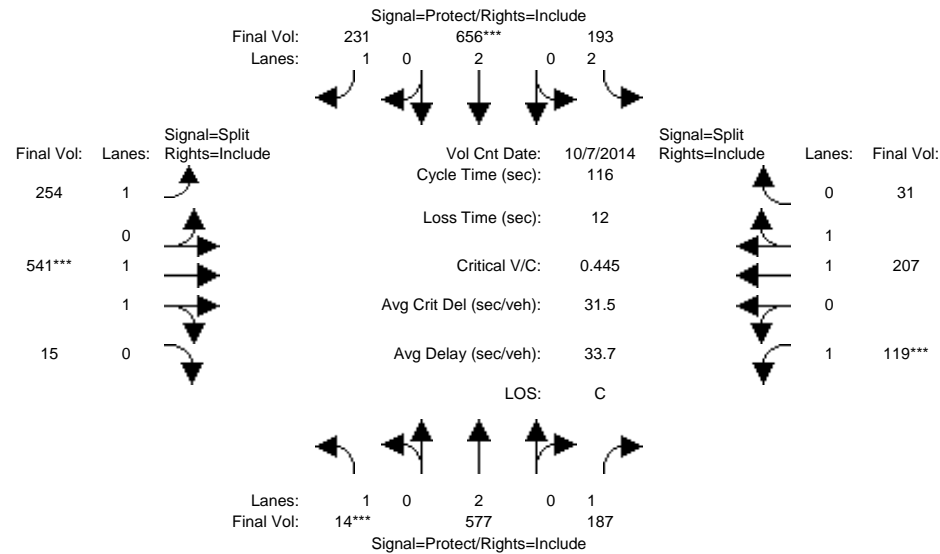 Signal=Protect/Rights=Include
Final Vol: 231 656*** 193
Lanes: 1 0 2 0 2
Signal=Split
Final Vol: Lanes: Rights=Include
Vol Cnt Date: 10/7/2014
Signal=Split
Rights=Include Lanes: Final Vol:
Cycle Time (sec): 116
254 1
0 31
Loss Time (sec): 12
0
1
541*** 1
Critical V/C: 0.445
1 207
1
Avg Crit Del (sec/veh): 31.5
0
15 0
Avg Delay (sec/veh): 33.7
1 119***
LOS: C
Lanes: 1 0 2 0 1
Final Vol: 14*** 577 187
Signal=Protect/Rights=Include